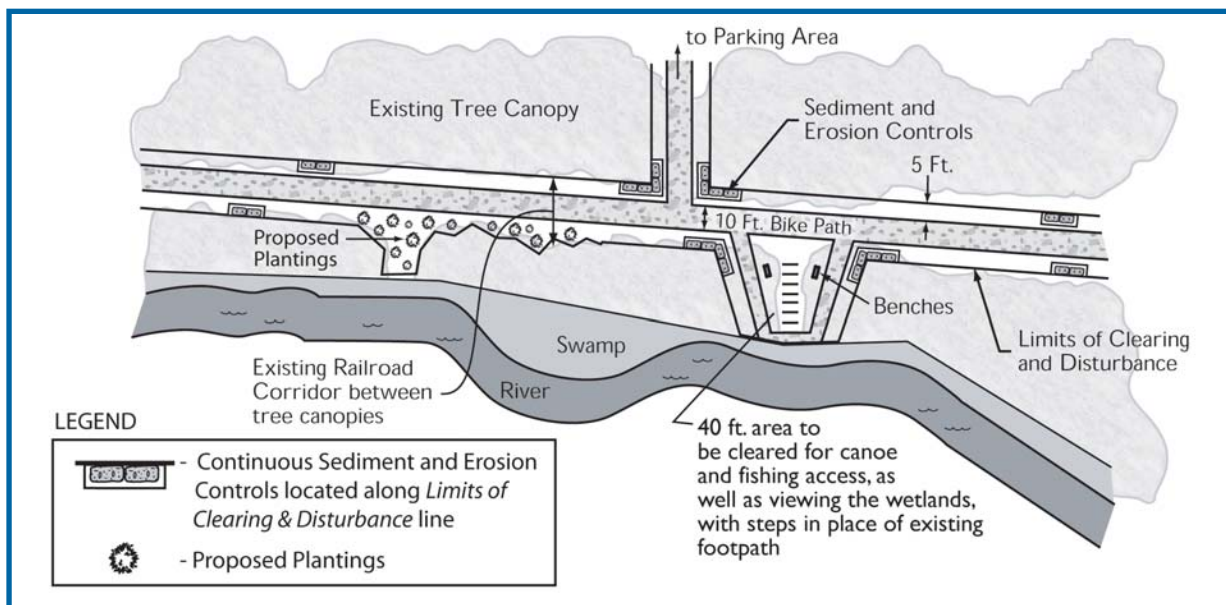 to Parking Area
Existing Tree Canopy
Sediment and
Erosion Controls
5 Ft.
10 Ft. Bike Path
Proposed
Plantings
Benches
Limits of Clearing
and Disturbance
Swamp
River
Existing Railroad
Corridor between
tree canopies
40 ft. area to
be cleared for canoe
and fishing access, as
well as viewing the wetlands,
with steps in place of existing
footpath
LEGEND
- Continuous Sediment and Erosion
Controls located along Limits of
Clearing & Disturbance line
- Proposed Plantings